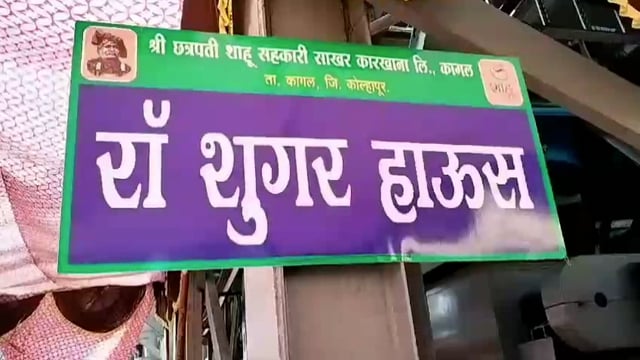 श्री छत्रपती शाहू सहकारी साखर कारखाना लि., कागल
ता. कागल, जि. कोल्हापूर.
शाहू
रॉ शुगर हाऊस